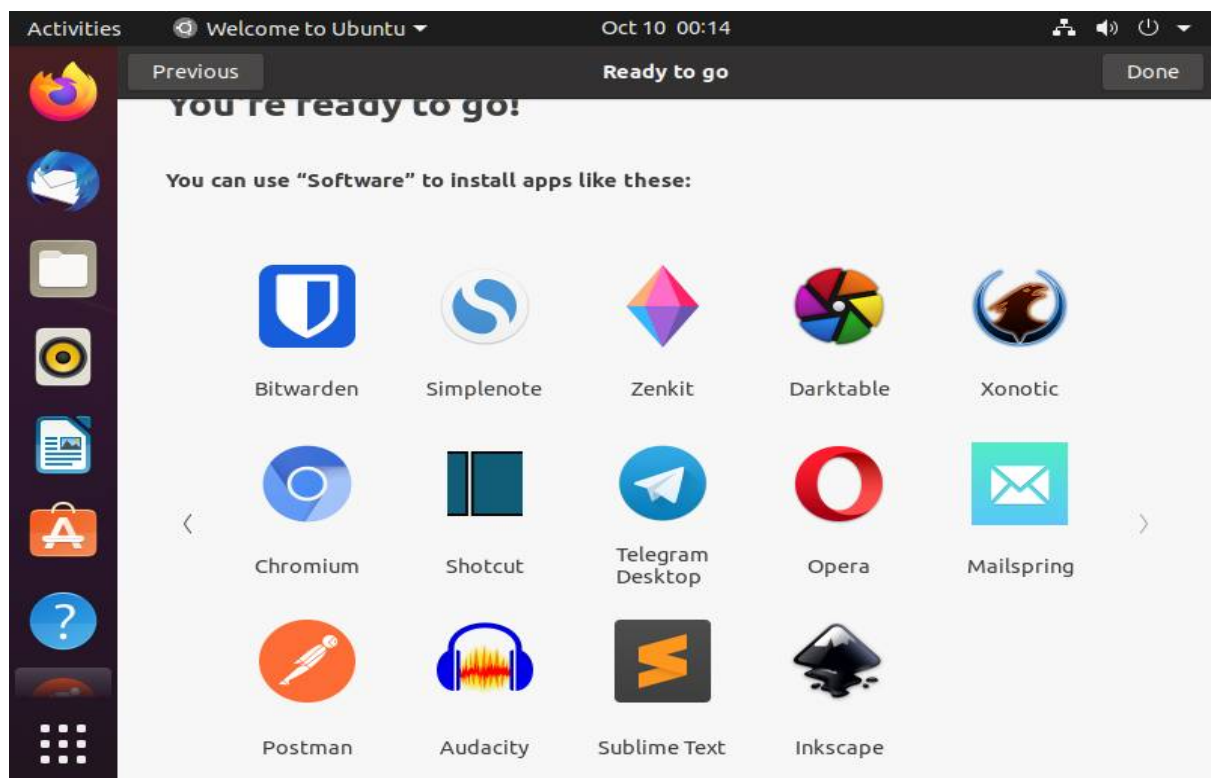 Activities Welcome to Ubuntu Oct 10 00:14
Previous Ready to go Done
You're ready to go!
You can use “Software” to install apps like these:
Bitwarden Simplenote Zenkit Darktable Xonotic
Chromium Shotcut Telegram Desktop Opera Mailspring
Postman Audacity Sublime Text Inkscape